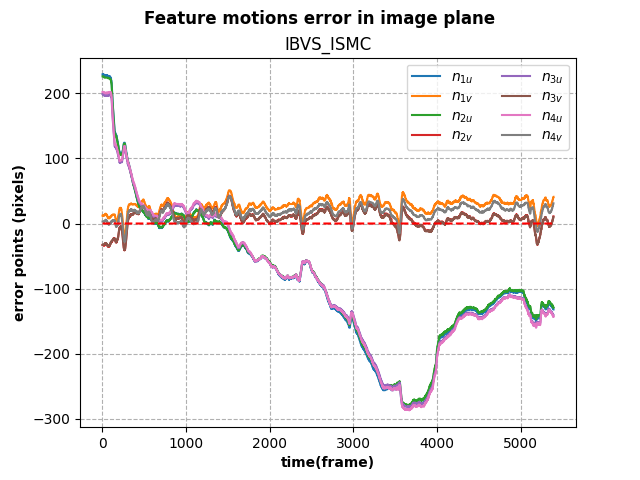 Feature motions error in image plane
IBVS_ISMC
n1u n3u
n1v n3v
n2u n4u
n2v n4v
200
100
0
−100
−200
−300
error points (pixels)
0 1000 2000 3000 4000 5000
time(frame)